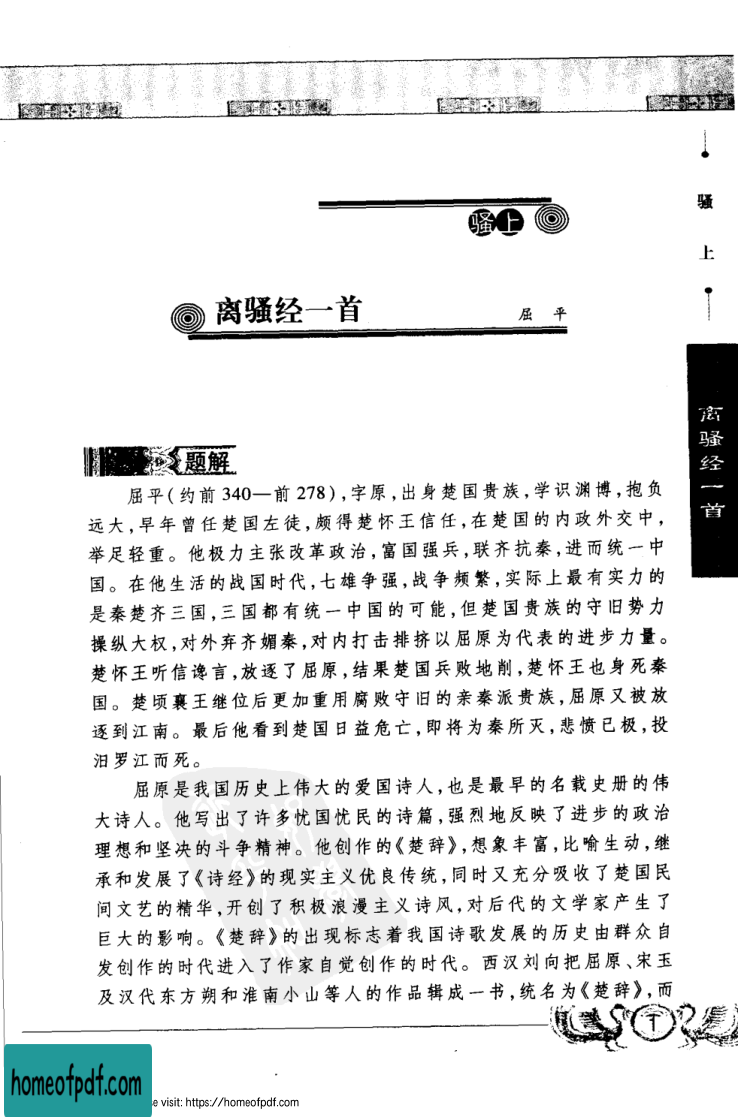 骚
上
骚上
离骚经一首
屈 平
离骚经一首
题解
屈平(约前340—前278),字原,出身楚国贵族,学识渊博,抱负
远大,早年曾任楚国左徒,颇得楚怀王信任,在楚国的内政外交中,
举足轻重。他极力主张改革政治,富国强兵,联齐抗秦,进而统一中
国。在他生活的战国时代,七雄争强,战争频繁,实际上最有实力的
是秦楚齐三国,三国都有统一中国的可能,但楚国贵族的守旧势力
操纵大权,对外弃齐媚秦,对内打击排挤以屈原为代表的进步力量。
楚怀王听信谗言,放逐了屈原,结果楚国兵败地削,楚怀王也身死秦
国。楚顷襄王继位后更加重用腐败守旧的亲秦派贵族,屈原又被放
逐到江南。最后他看到楚国日益危亡,即将为秦所灭,悲愤已极,投
汨罗江而死。
屈原是我国历史上伟大的爱国诗人,也是最早的名载史册的伟
大诗人。他写出了许多忧国忧民的诗篇,强烈地反映了进步的政治
理想和坚决的斗争精神。他创作的《楚辞》,想象丰富,比喻生动,继
承和发展了《诗经》的现实主义优良传统,同时又充分吸收了楚国民
间文艺的精华,开创了积极浪漫主义诗风,对后代的文学家产生了
巨大的影响。《楚辞》的出现标志着我国诗歌发展的历史由群众自
发创作的时代进入了作家自觉创作的时代。西汉刘向把屈原、宋玉
及汉代东方朔和淮南小山等人的作品辑成一书,统名为《楚辞》,而
homeofpdf.com
e visit: https://homeofpdf.com